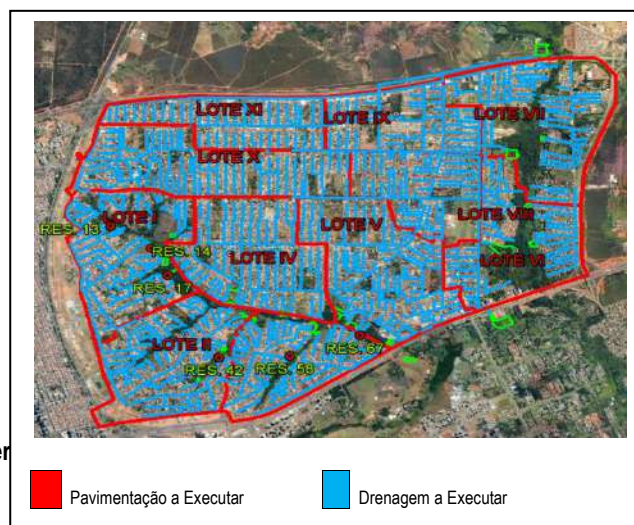 LOTE XI
LOTE IX
LOTE VII
LOTE X
LOTE I
RES. 13
LOTE V
LOTE VIII
RES. 14
LOTE IV
LOTE VI
RES. 17
LOTE II
RES. 67
RES. 42
RES. 58
er
Pavimentação a Executar
Drenagem a Executar